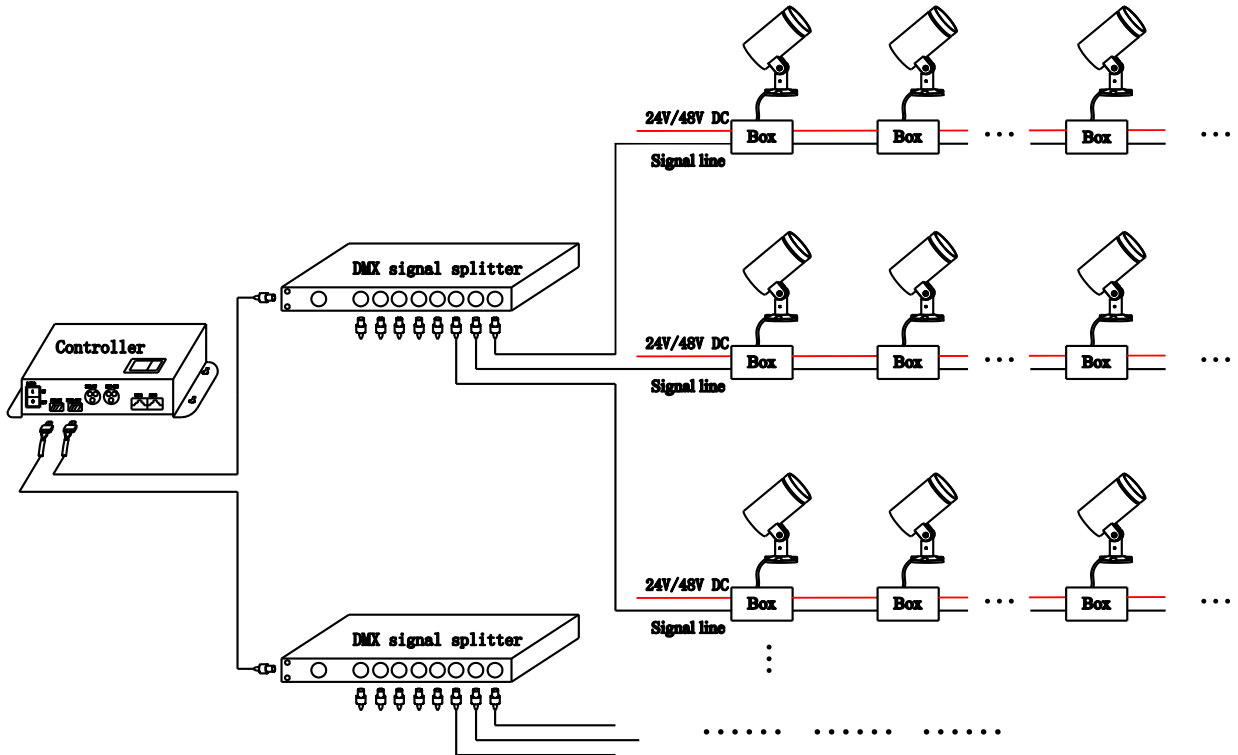 24V/48V DC
Box
Box
Box
Signal line
DMX signal splitter
Controller
24V/48V DC
Box
Box
Box
Signal line
24V/48V DC
Box
Box
Box
Signal line
DMX signal splitter